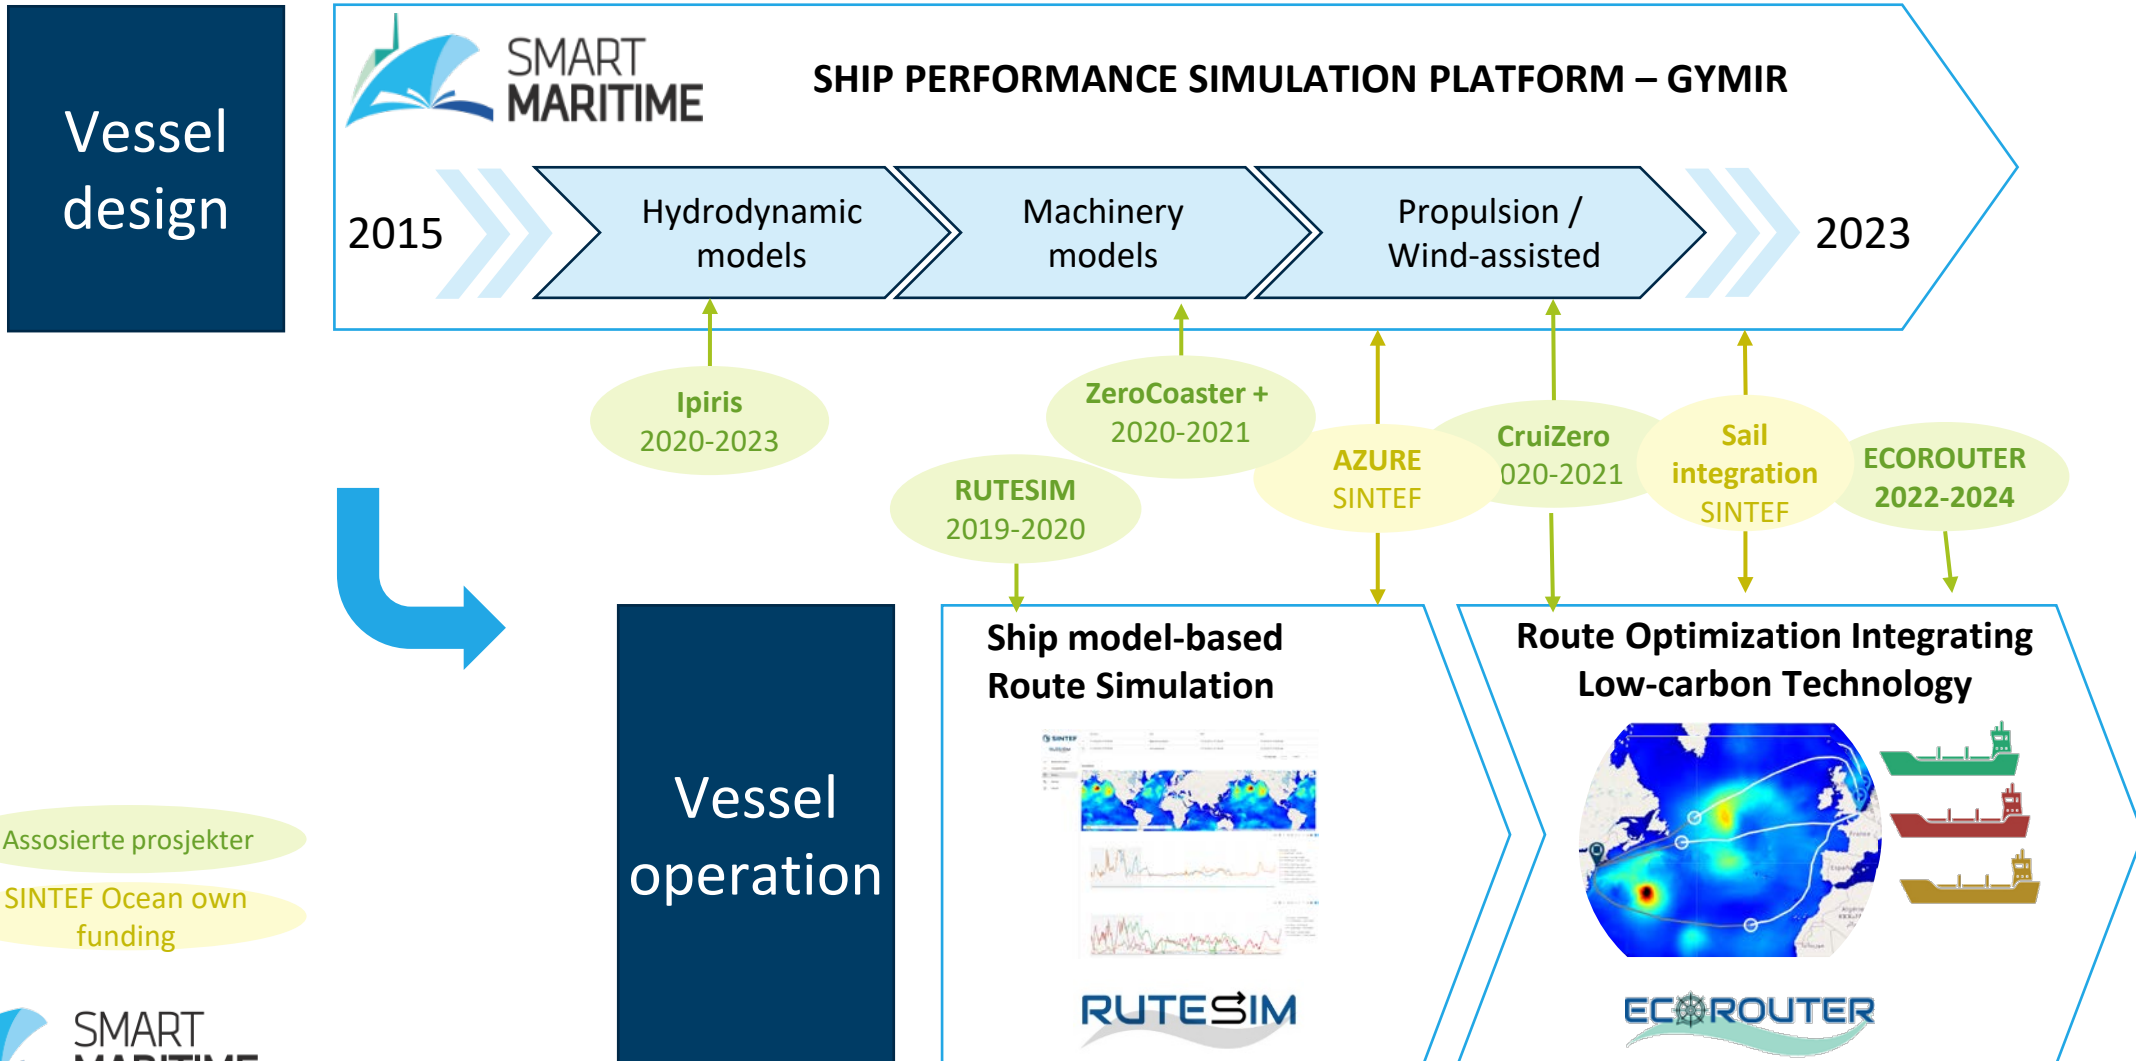 Vessel
design
SMART
MARITIME
SHIP PERFORMANCE SIMULATION PLATFORM – GYMIR
2015
Hydrodynamic
models
Machinery
models
Propulsion /
Wind-assisted
2023
Ipiris
2020-2023
ZeroCoaster +
2020-2021
RUTESIM
2019-2020
AZURE
SINTEF
CruiZero
020-2021
Sail
integration
SINTEF
ECOROUTER
2022-2024
Vessel
operation
Ship model-based
Route Simulation
SINTEF
RUTESIM
Route Optimization Integrating
Low-carbon Technology
France
ECOROUTER
Assosierte prosjekter
SINTEF Ocean own
funding
SMART
MARITIME